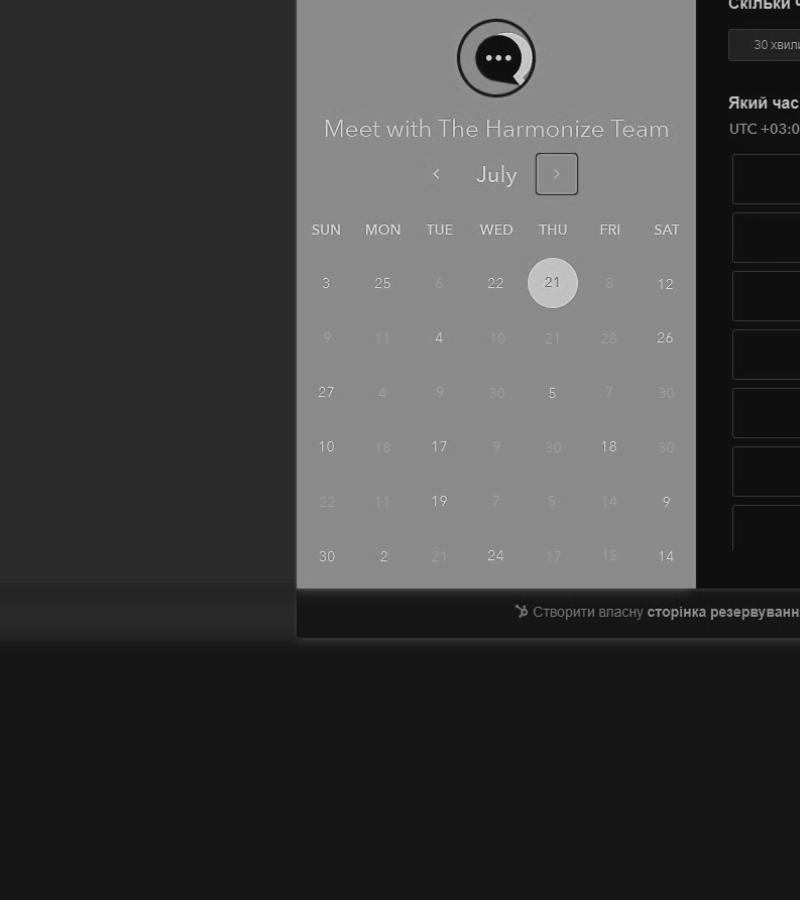 Скільки ч
30 хвили
Meet with The Harmonize Team
Який час
UTC +03:0
July
SUN MON TUE WED THU FRI SAT
3 25 6 22 21 8 12
9 11 4 10 21 28 26
27 4 9 30 5 7 30
10 18 17 9 30 18 30
22 11 19 7 5 14 9
30 2 21 24 17 15 14
Створити власну сторінка резервуванн